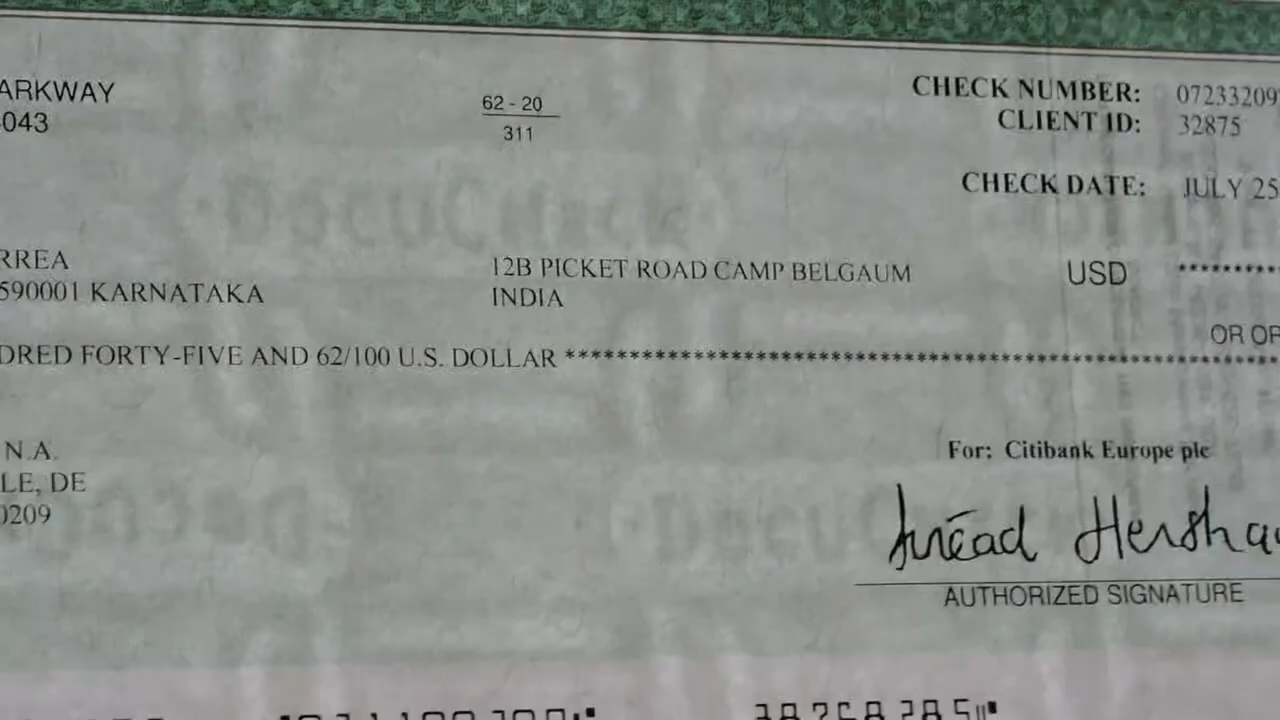 ARKWAY
043
62 - 20
311
CHECK NUMBER: 07233209
CLIENT ID: 32875
CHECK DATE: JULY 25
RREA
590001 KARNATAKA
12B PICKET ROAD CAMP BELGAUM
INDIA
USD **********
OR OR
DRED FORTY-FIVE AND 62/100 U.S. DOLLAR ********************************************************
N.A.
LE, DE
0209
For: Citibank Europe plc
AUTHORIZED SIGNATURE
DocuCheck